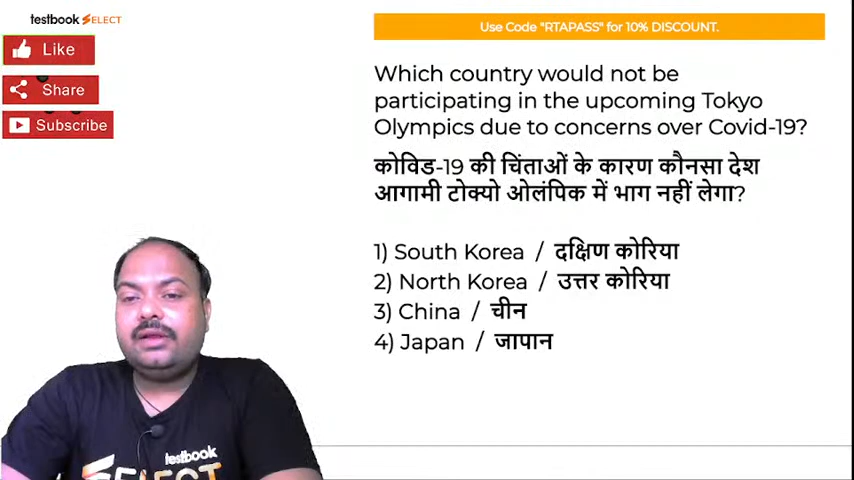 testbook SELECT
Use Code "RTAPASS" for 10% DISCOUNT.
Like
Share
Subscribe
Which country would not be
participating in the upcoming Tokyo
Olympics due to concerns over Covid-19?
कोविड-19 की चिंताओं के कारण कौनसा देश
आगामी टोक्यो ओलंपिक में भाग नहीं लेगा?
1) South Korea / दक्षिण कोरिया
2) North Korea / उत्तर कोरिया
3) China / चीन
4) Japan / जापान
testbook
SELECT